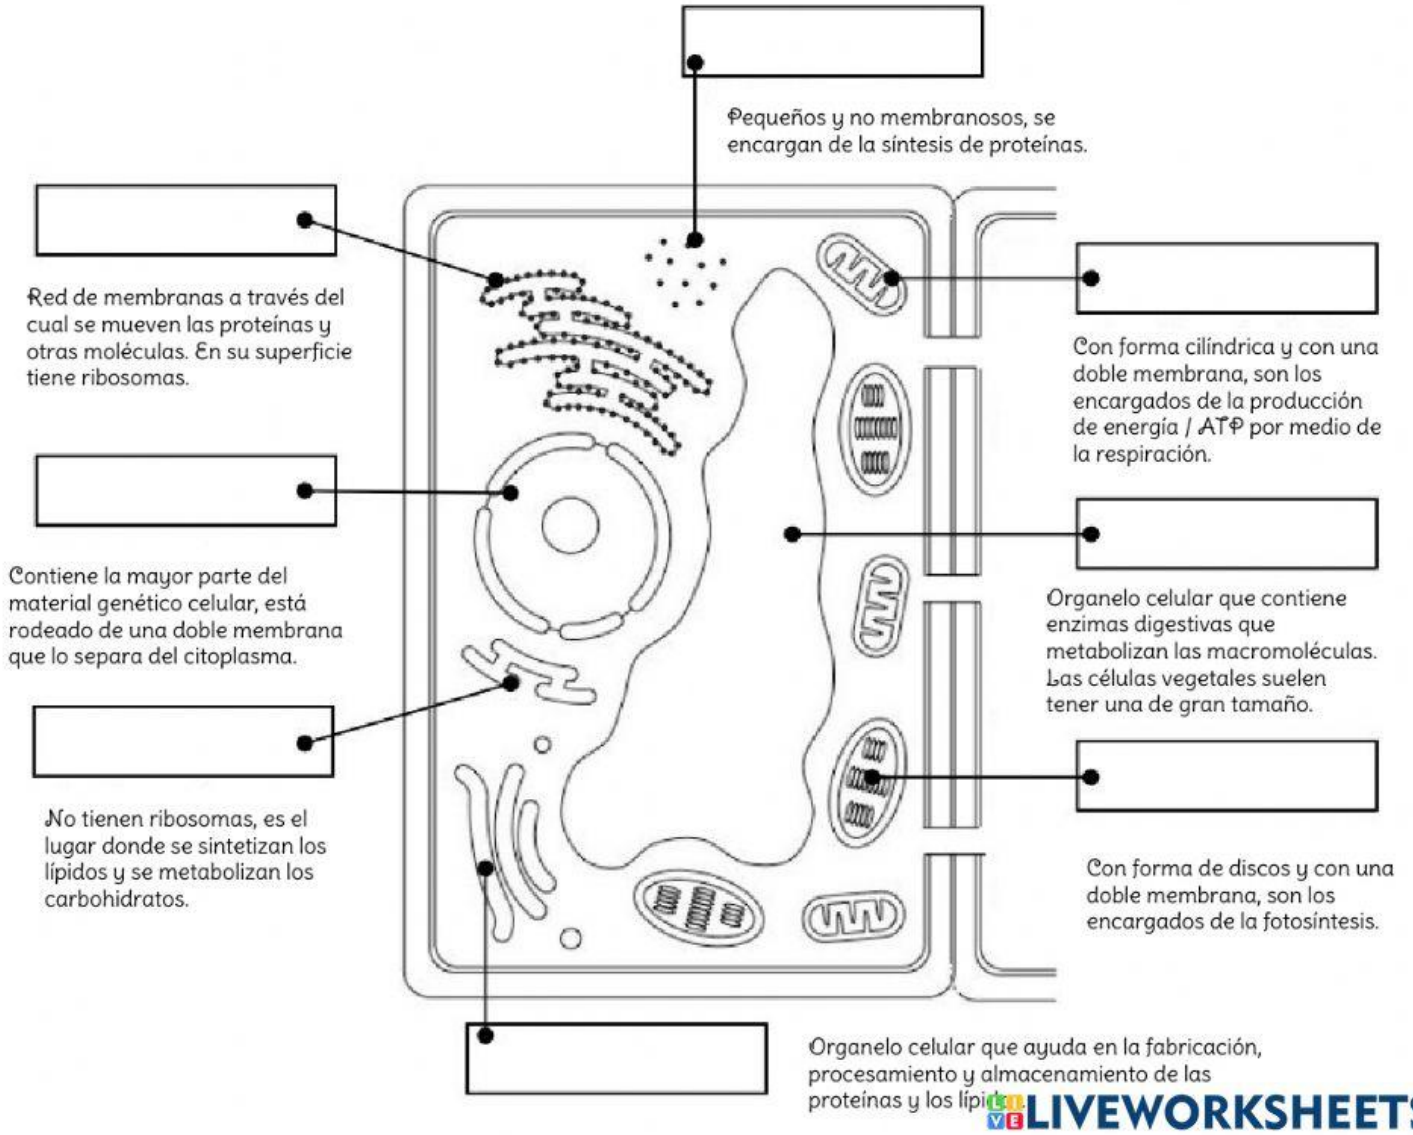 Pequeños y no membranosos, se
encargan de la síntesis de proteínas.
Red de membranas a través del
cual se mueven las proteínas y
otras moléculas. En su superficie
tiene ribosomas.
Con forma cilíndrica y con una
doble membrana, son los
encargados de la producción
de energía / ATP por medio de
la respiración.
Contiene la mayor parte del
material genético celular, está
rodeado de una doble membrana
que lo separa del citoplasma.
Organelo celular que contiene
enzimas digestivas que
metabolizan las macromoléculas.
Las células vegetales suelen
tener una de gran tamaño.
No tienen ribosomas, es el
lugar donde se sintetizan los
lípidos y se metabolizan los
carbohidratos.
Con forma de discos y con una
doble membrana, son los
encargados de la fotosíntesis.
Organelo celular que ayuda en la fabricación,
procesamiento y almacenamiento de las
proteínas y los
LIVE LIVEWORKSHEETS